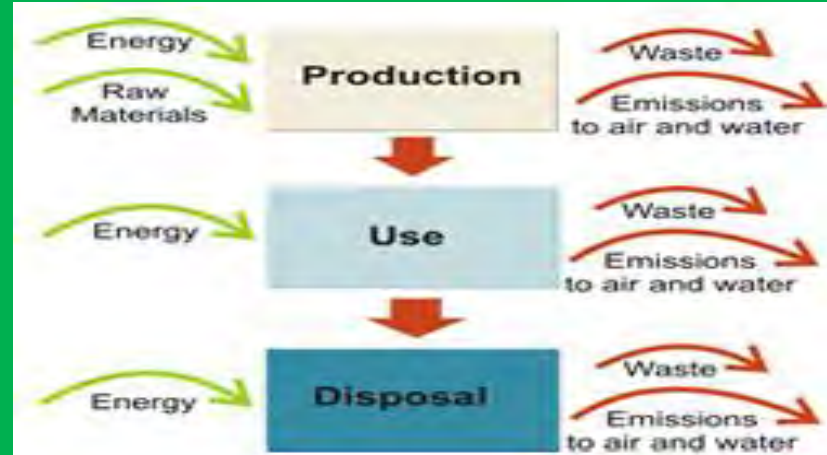 Energy
Raw
Materials
Production
Waste
Emissions
to air and water
Energy
Use
Waste
Emissions
to air and water
Energy
Disposal
Waste
Emissions
to air and water